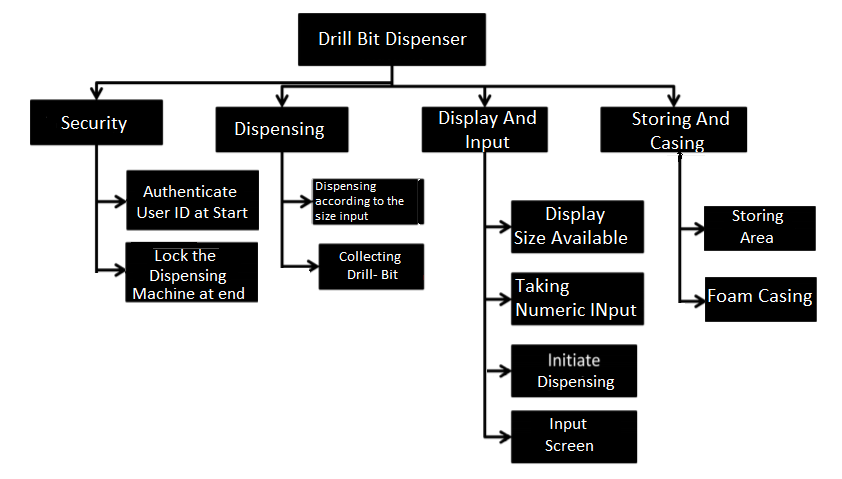 Drill Bit Dispenser
Security
Dispensing
Display And
Input
Storing And
Casing
Authenticate
User ID at Start
Lock the
Dispensing
Machine at end
Dispensing
according to the
size input
Collecting
Drill- Bit
Display
Size Available
Taking
Numeric INput
Initiate
Dispensing
Input
Screen
Storing
Area
Foam Casing